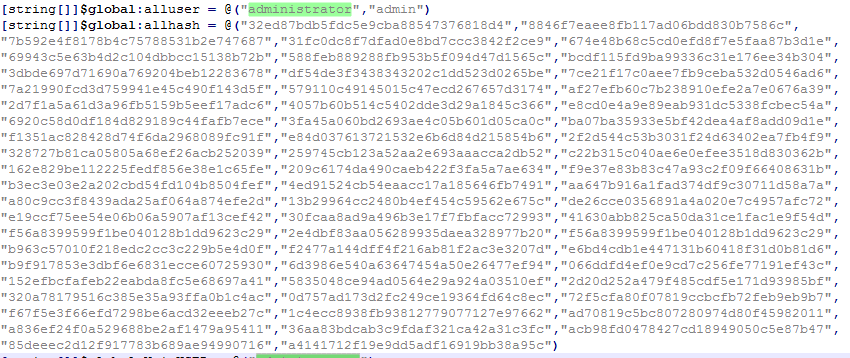 [string[]]$global:alluser = @("administrator","admin")
[string[]]$global:allhash = @("32ed87bdb5fdc5e9cba88547376818d4","8846f7eaee8fb117ad06bdd830b7586c",
"7b592e4f8178b4c75788531b2e747687","31fc0dc8f7dfad0e8bd7ccc3842f2ce9","674e48b68c5cd0efd8f7e5faa87b3d1e",
"69943c5e63b4d2c104dbbcc15138b72b","588feb889288fb953b5f094d47d1565c","bcdf115fd9ba99336c31e176ee34b304",
"3dbde697d71690a769204beb12283678","df54de3f3438343202c1dd523d0265be","7ce21f17c0aee7fb9ceba532d0546ad6",
"7a21990fcd3d759941e45c490f143d5f","579110c49145015c47ecd267657d3174","af27efb60c7b238910efe2a7e0676a39",
"2d7f1a5a61d3a96fb5159b5eef17adc6","4057b60b514c5402dde3d29a1845c366","e8cd0e4a9e89eab931dc5338fcbec54a",
"6920c58d0df184d829189c44fafb7ece","3fa45a060bd2693ae4c05b601d05ca0c","ba07ba35933e5bf42dea4af8add09d1e",
"f1351ac828428d74f6da2968089fc91f","e84d037613721532e6b6d84d215854b6","2f2d544c53b3031f24d63402ea7fb4f9",
"328727b81ca05805a68ef26acb252039","259745cb123a52aa2e693aaacca2db52","c22b315c040ae6e0efee3518d830362b",
"162e829be112225fedf856e38e1c65fe","209c6174da490caeb422f3fa5a7ae634","f9e37e83b83c47a93c2f09f66408631b",
"b3ec3e03e2a202cbd54fd104b8504fef","4ed91524cb54eaacc17a185646fb7491","aa647b916a1fad374df9c30711d58a7a",
"a80c9cc3f8439ada25af064a874efe2d","13b29964cc2480b4ef454c59562e675c","de26cce0356891a4a020e7c4957afc72",
"e19ccf75ee54e06b06a5907af13cef42","30fcaa8ad9a496b3e17f7fbfacc72993","41630abb825ca50da31ce1fac1e9f54d",
"f56a8399599f1be040128b1dd9623c29","2e4dbf83aa056289935daea328977b20","f56a8399599f1be040128b1dd9623c29",
"b963c57010f218edc2cc3c229b5e4d0f","f2477a144dff4f216ab81f2ac3e3207d","e6bd4cdb1e447131b60418f31d0b81d6",
"b9f917853e3dbf6e6831ecce60725930","6d3986e540a63647454a50e26477ef94","066ddfd4ef0e9cd7c256fe77191ef43c",
"152efbcfafeb22eabda8fc5e68697a41","5835048ce94ad0564e29a924a03510ef","2d20d252a479f485cdf5e171d93985bf",
"320a78179516c385e35a93ffa0b1c4ac","0d757ad173d2fc249ce19364fd64c8ec","72f5cfa80f07819ccbcfb72feb9eb9b7",
"f67f5e3f66efd7298be6acd32eeeb27c","1c4ecc8938fb93812779077127e97662","ad70819c5bc807280974d80f45982011",
"a836ef24f0a529688be2af1479a95411","36aa83bdcab3c9fdaf321ca42a31c3fc","acb98fd0478427cd18949050c5e87b47",
"85deeec2d12f917783b689ae94990716","a4141712f19e9dd5adf16919bb38a95c")